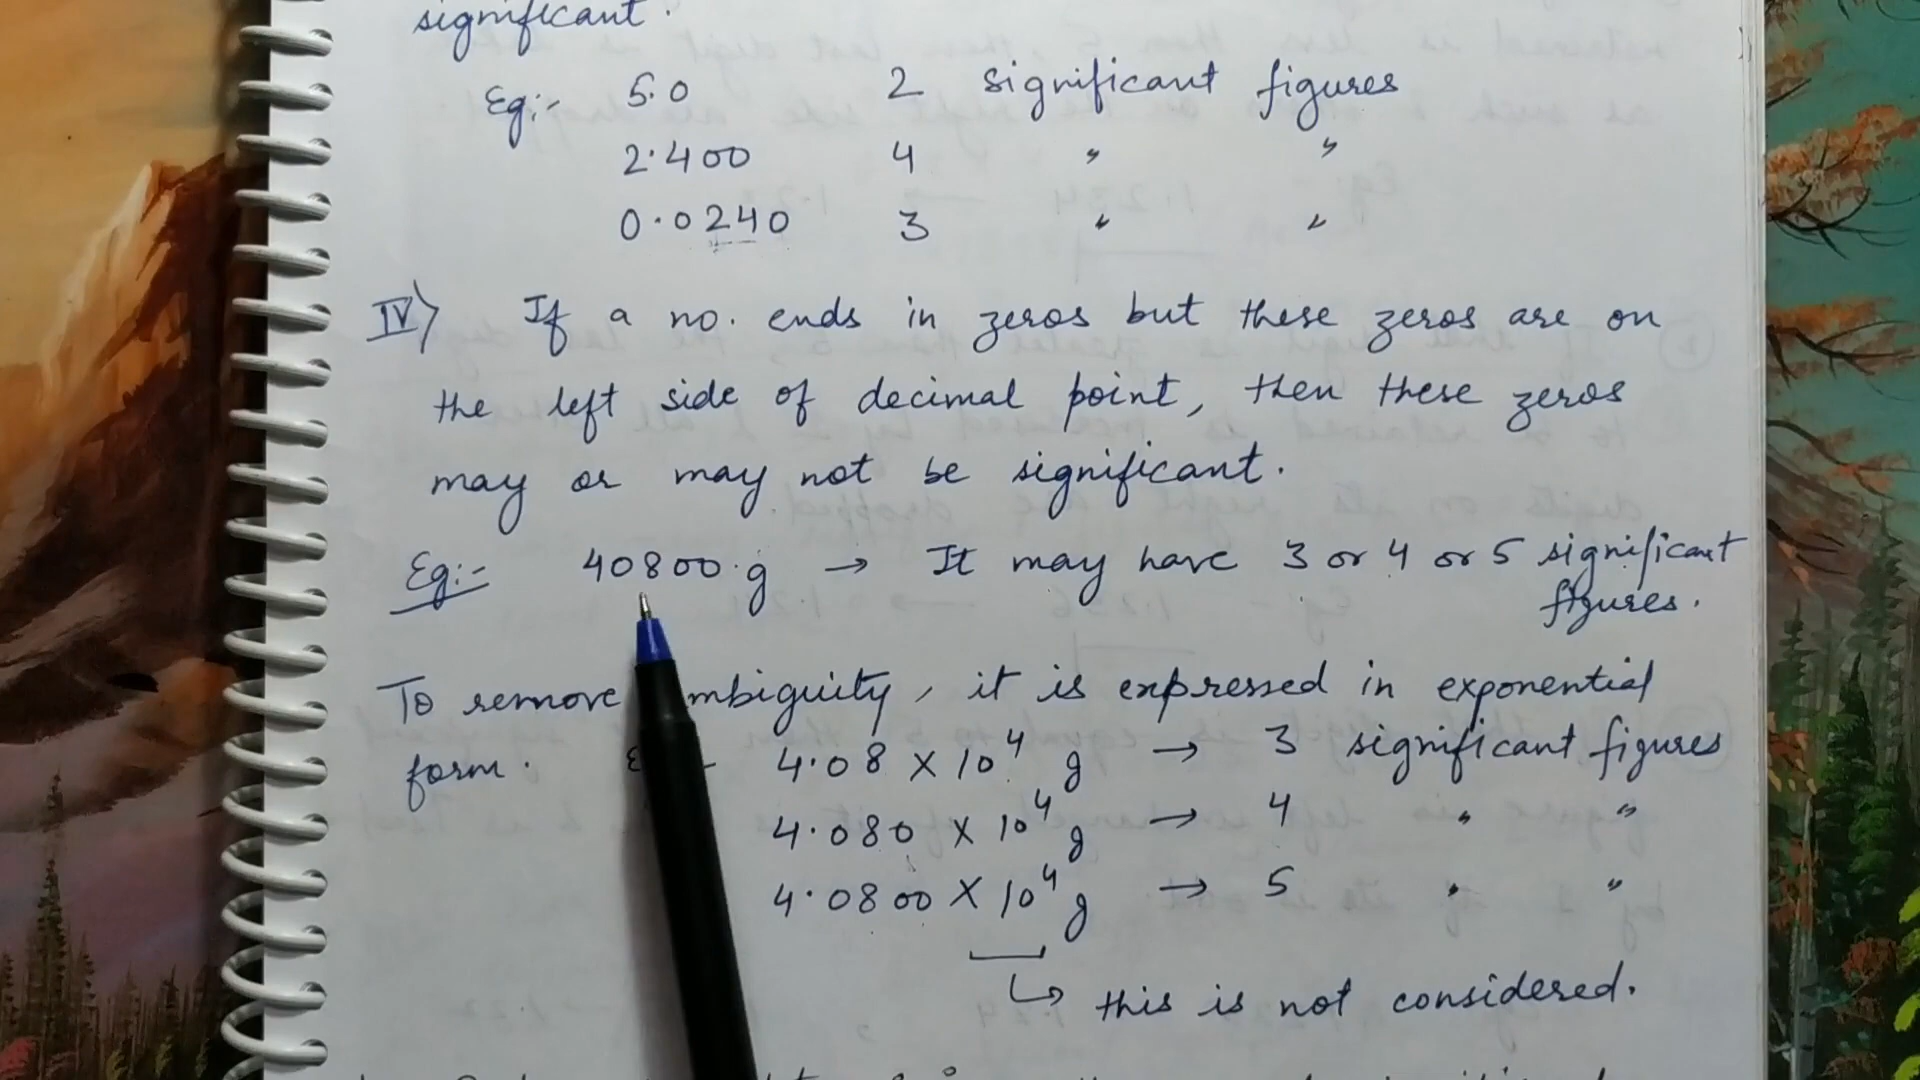 significant.
Eg:- 5.0 2 significant figures
2.400 4 " "
0.0240 3 " "
IV) If a no. ends in zeros but these zeros are on
the left side of decimal point, then these zeros
may or may not be significant.
Eg:- 40800.g → It may have 3 or 4 or 5 significant
figures.
To remove mbiguity, it is expressed in exponential
form. 4.08 X 10⁴ g → 3 significant figures
4.080 X 10⁴ g → 4 " "
4.0800 X 10⁴ g → 5 " "
↳ this is not considered.